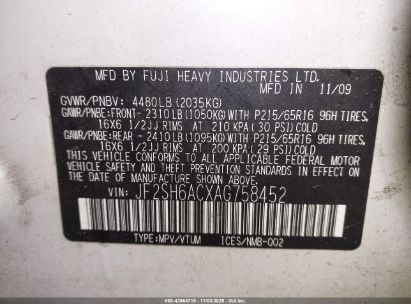 MFD. BY FUJI HEAVY INDUSTRIES LTD.
IN 11/09
GVWR/PNBV: 4480LB(2035KG)
GAWR/PNBE:FRONT-2310LB(1050KG)WITH P215/65R16 96H TIRES,
16X6 1/2JJ RIMS AT 210 KPA(30 PSI)COLD
GAWR/PNBE:REAR -2410LB(1095KG)WITH P215/65R16 96H TIRES,
16X6 1/2JJ RIMS AT 200 KPA(29 PSI)COLD
THIS VEHICLE CONFORMS TO ALL APPLICABLE FEDERAL MOTOR
VEHICLE SAFETY STANDARDS IN EFFECT ON THE
DATE OF MANUFACTURE SHOWN ABOVE.
VIN: JF2SH6ACXAG758452
TYPE:MPV/VTUM ICES/NMB-002